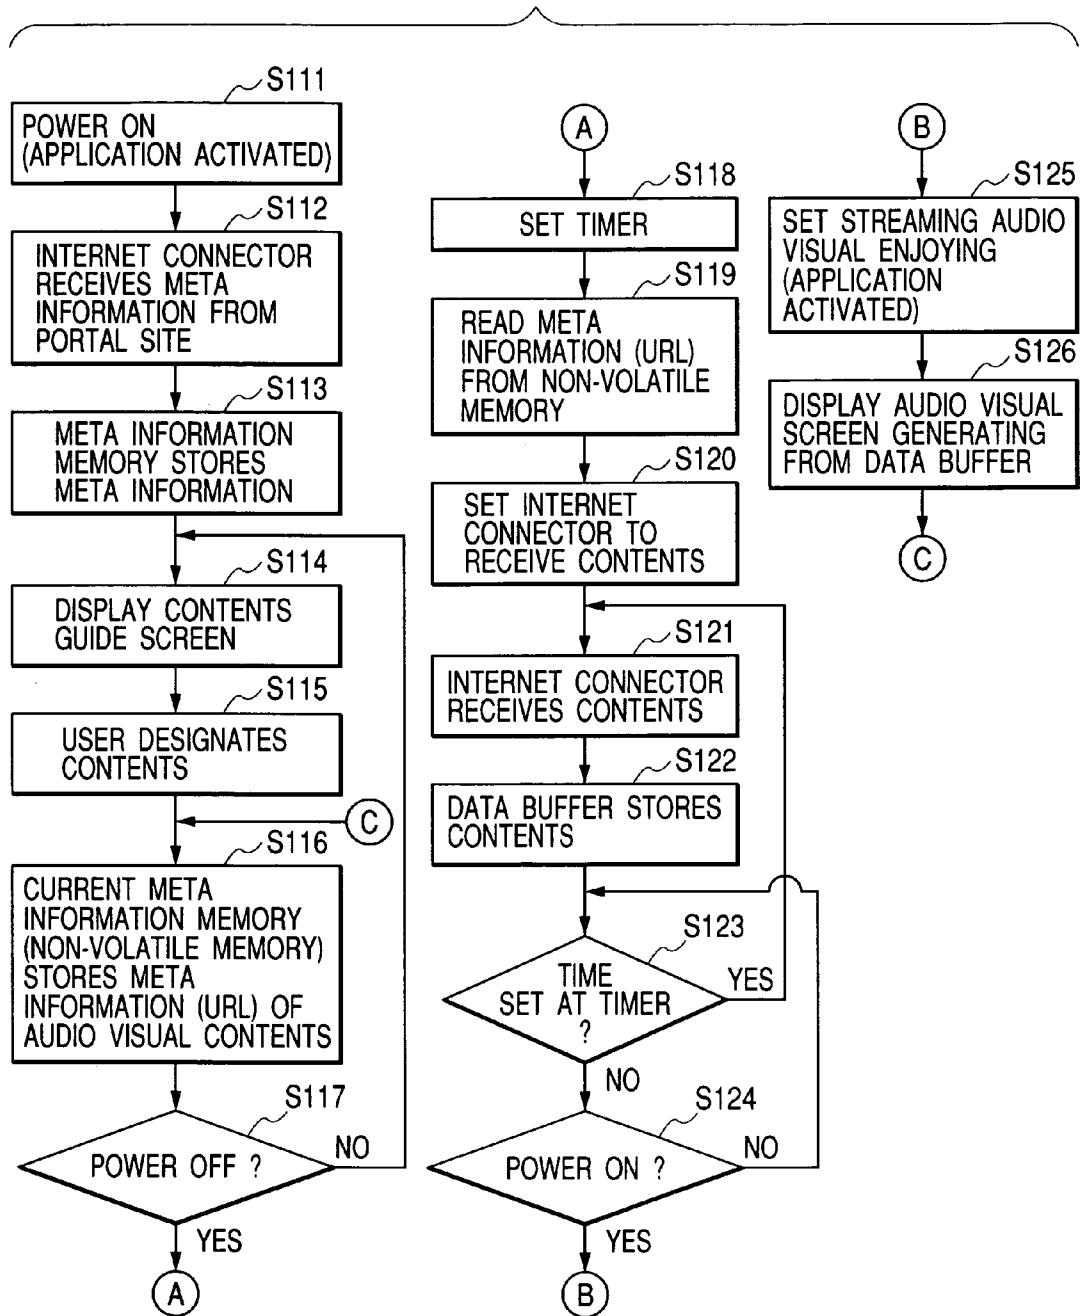 S111
POWER ON
(APPLICATION ACTIVATED)
S112
INTERNET CONNECTOR
RECEIVES META
INFORMATION FROM
PORTAL SITE
S113
META INFORMATION
MEMORY STORES
META INFORMATION
S114
DISPLAY CONTENTS
GUIDE SCREEN
S115
USER DESIGNATES
CONTENTS
C
S116
CURRENT META
INFORMATION MEMORY
(NON-VOLATILE MEMORY)
STORES META
INFORMATION (URL) OF
AUDIO VISUAL CONTENTS
S117
POWER OFF ?
NO
YES
A
A
S118
SET TIMER
S119
READ META
INFORMATION (URL)
FROM NON-VOLATILE
MEMORY
S120
SET INTERNET
CONNECTOR TO
RECEIVE CONTENTS
S121
INTERNET CONNECTOR
RECEIVES CONTENTS
S122
DATA BUFFER STORES
CONTENTS
S123
TIME
SET AT TIMER
?
YES
NO
S124
POWER ON ?
NO
YES
B
B
S125
SET STREAMING AUDIO
VISUAL ENJOYING
(APPLICATION
ACTIVATED)
S126
DISPLAY AUDIO VISUAL
SCREEN GENERATING
FROM DATA BUFFER
C